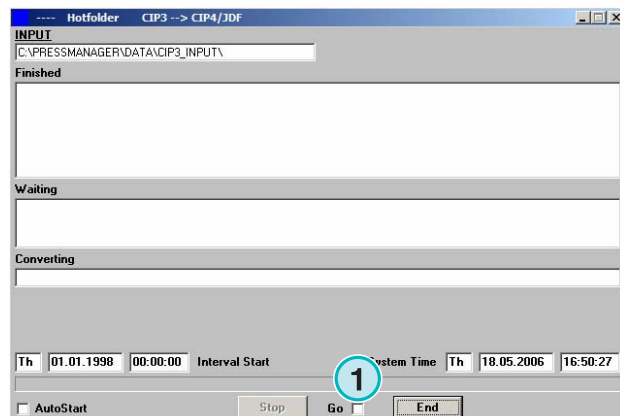 ---- Hotfolder CIP3 --> CIP4/JDF
INPUT
C:\PRESSMANAGER\DATA\CIP3_INPUT\
Finished
Waiting
Converting
Th 01.01.1998 00:00:00 Interval Start System Time Th 18.05.2006 16:50:27
1
AutoStart Stop Go End